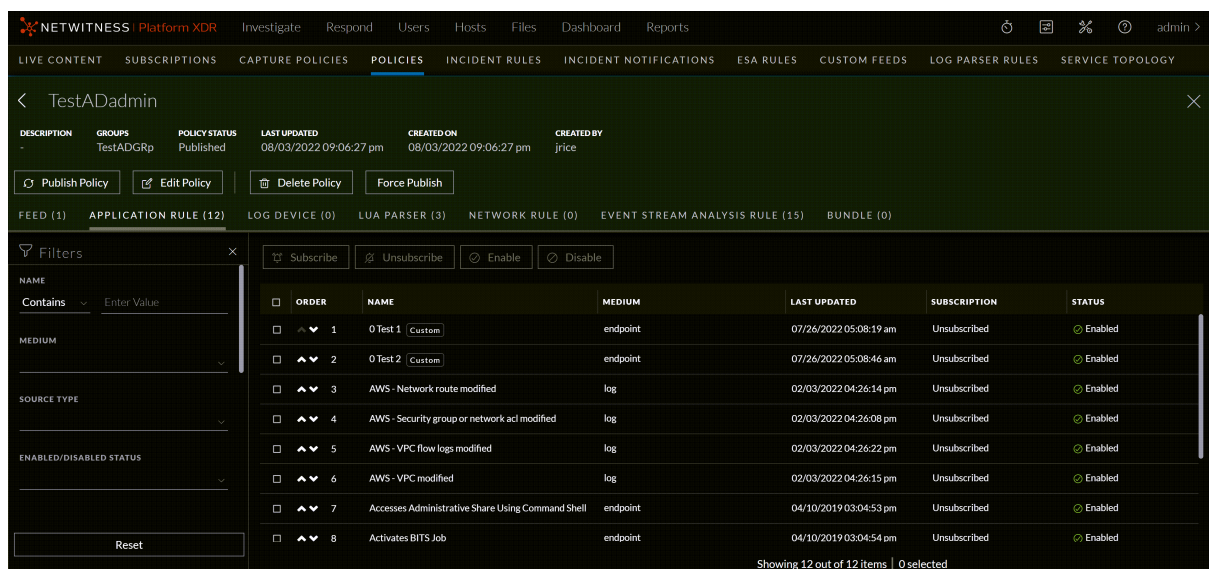 NETWITNESS Platform XDR Investigate Respond Users Hosts Files Dashboard Reports admin >
LIVE CONTENT SUBSCRIPTIONS CAPTURE POLICIES POLICIES INCIDENT RULES INCIDENT NOTIFICATIONS ESA RULES CUSTOM FEEDS LOG PARSER RULES SERVICE TOPOLOGY
TestADadmin
DESCRIPTION GROUPS POLICY STATUS LAST UPDATED CREATED ON CREATED BY
- TestADGRp Published 08/03/2022 09:06:27 pm 08/03/2022 09:06:27 pm jrice
Publish Policy Edit Policy Delete Policy Force Publish
FEED (1) APPLICATION RULE (12) LOG DEVICE (0) LUA PARSER (3) NETWORK RULE (0) EVENT STREAM ANALYSIS RULE (15) BUNDLE (0)
Filters
NAME
Contains Enter Value
MEDIUM
SOURCE TYPE
ENABLED/DISABLED STATUS
Reset
Subscribe Unsubscribe Enable Disable
ORDER NAME MEDIUM LAST UPDATED SUBSCRIPTION STATUS
1 0 Test 1 Custom endpoint 07/26/2022 05:08:19 am Unsubscribed Enabled
2 0 Test 2 Custom endpoint 07/26/2022 05:08:46 am Unsubscribed Enabled
3 AWS - Network route modified log 02/03/2022 04:26:14 pm Unsubscribed Enabled
4 AWS - Security group or network acl modified log 02/03/2022 04:26:08 pm Unsubscribed Enabled
5 AWS - VPC flow logs modified log 02/03/2022 04:26:22 pm Unsubscribed Enabled
6 AWS - VPC modified log 02/03/2022 04:26:15 pm Unsubscribed Enabled
7 Accesses Administrative Share Using Command Shell endpoint 04/10/2019 03:04:53 pm Unsubscribed Enabled
8 Activates BITS Job endpoint 04/10/2019 03:04:54 pm Unsubscribed Enabled
Showing 12 out of 12 items | 0 selected